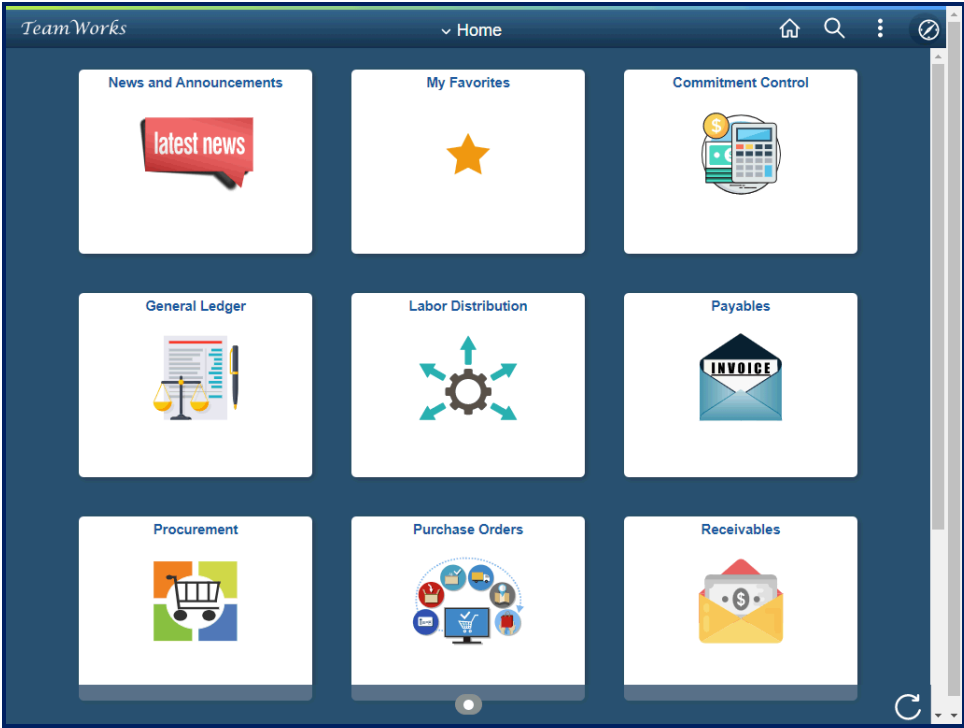 TeamWorks
Home
News and Announcements
My Favorites
Commitment Control
latest news
$
General Ledger
Labor Distribution
Payables
INVOICE
Procurement
Purchase Orders
Receivables
$